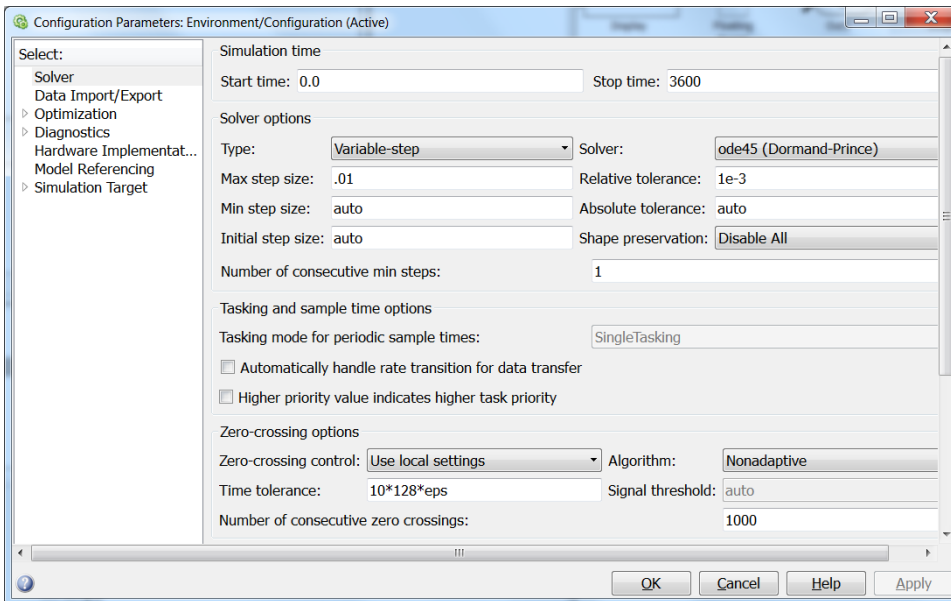 Configuration Parameters: Environment/Configuration (Active)
Select:
Solver
Data Import/Export
Optimization
Diagnostics
Hardware Implementat...
Model Referencing
Simulation Target
Simulation time
Start time: 0.0 Stop time: 3600
Solver options
Type: Variable-step Solver: ode45 (Dormand-Prince)
Max step size: .01 Relative tolerance: 1e-3
Min step size: auto Absolute tolerance: auto
Initial step size: auto Shape preservation: Disable All
Number of consecutive min steps: 1
Tasking and sample time options
Tasking mode for periodic sample times: SingleTasking
Automatically handle rate transition for data transfer
Higher priority value indicates higher task priority
Zero-crossing options
Zero-crossing control: Use local settings Algorithm: Nonadaptive
Time tolerance: 10*128*eps Signal threshold: auto
Number of consecutive zero crossings: 1000
OK Cancel Help Apply